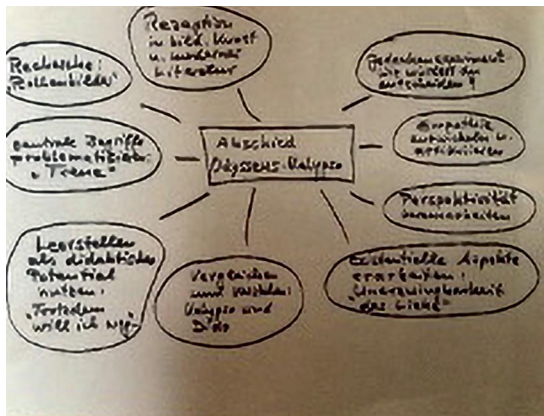 Rezeption
in bild. Kunst
u. moderner
Literatur
Recherche:
"Rollenbilder"
Gedankenexperiment:
wie würdest du
entscheiden?
zentrale Begriffe
problematisieren:
"Treue"
Abschied
Odysseus-Kalypso
Empathie
entwickeln u.
artikulieren
Perspektivität
herausarbeiten
Leerstellen
als didaktisches
Potential
nutzen:
"Trotzdem
will ich weg"
Vergleichen
und
Kalypso und
Dido
Existentielle Aspekte
erarbeiten:
"Unerzwingbarkeit
der Liebe"